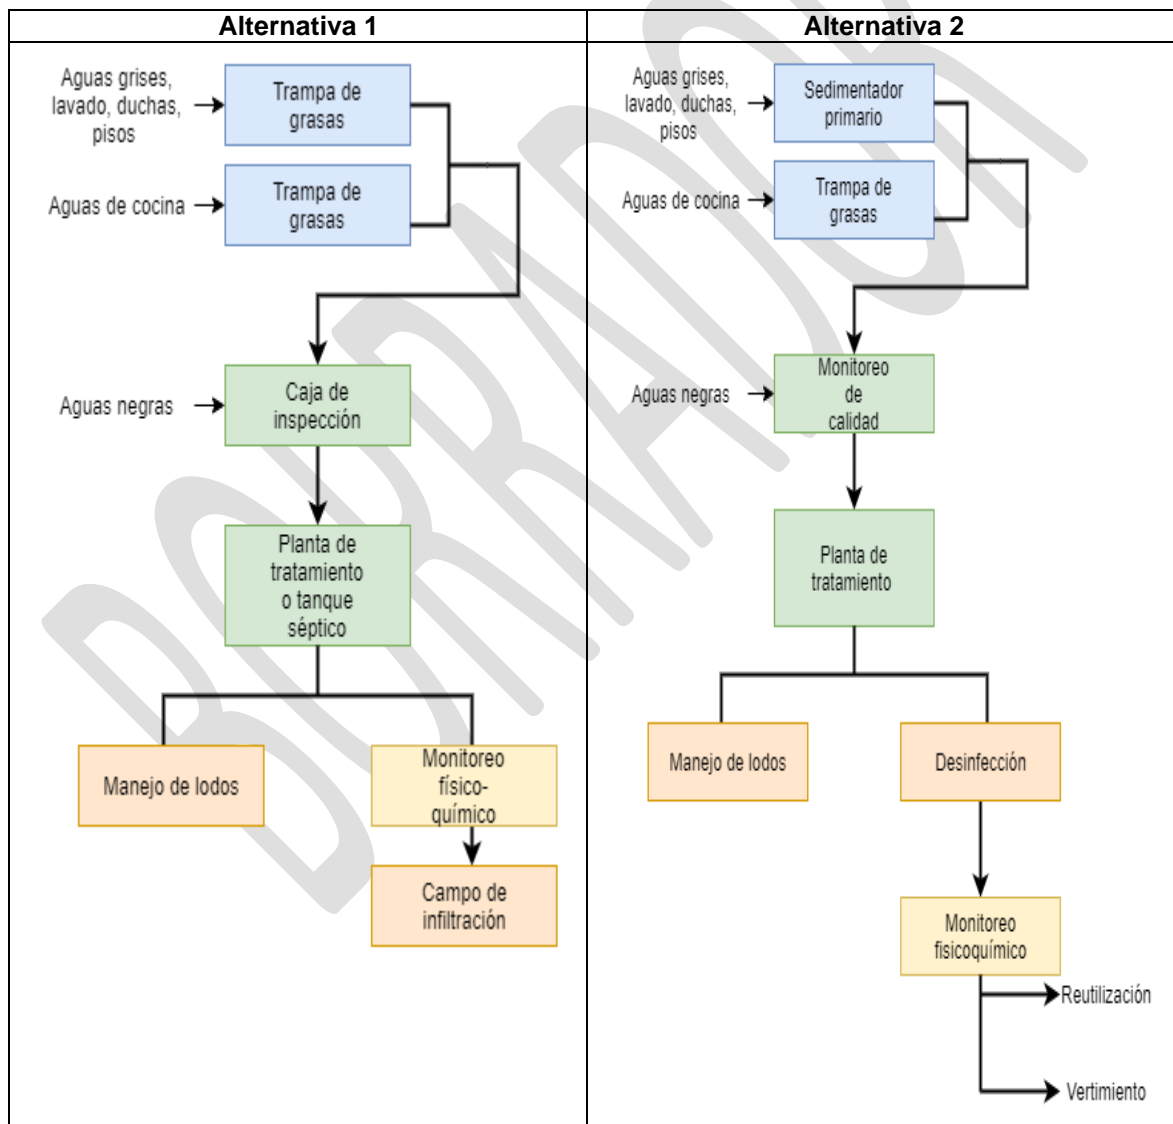 Alternativa 1
Aguas grises,
lavado, duchas,
pisos
Trampa de
grasas
Aguas de cocina
Trampa de
grasas
Aguas negras
Caja de
inspección
Planta de
tratamiento
o tanque
séptico
Manejo de lodos
Monitoreo
físico-
químico
Campo de
infiltración
Alternativa 2
Aguas grises,
lavado, duchas,
pisos
Sedimentador
primario
Aguas de cocina
Trampa de
grasas
Aguas negras
Monitoreo
de
calidad
Planta de
tratamiento
Manejo de lodos
Desinfección
Monitoreo
fisicoquímico
Reutilización
Vertimiento
BORRADOR